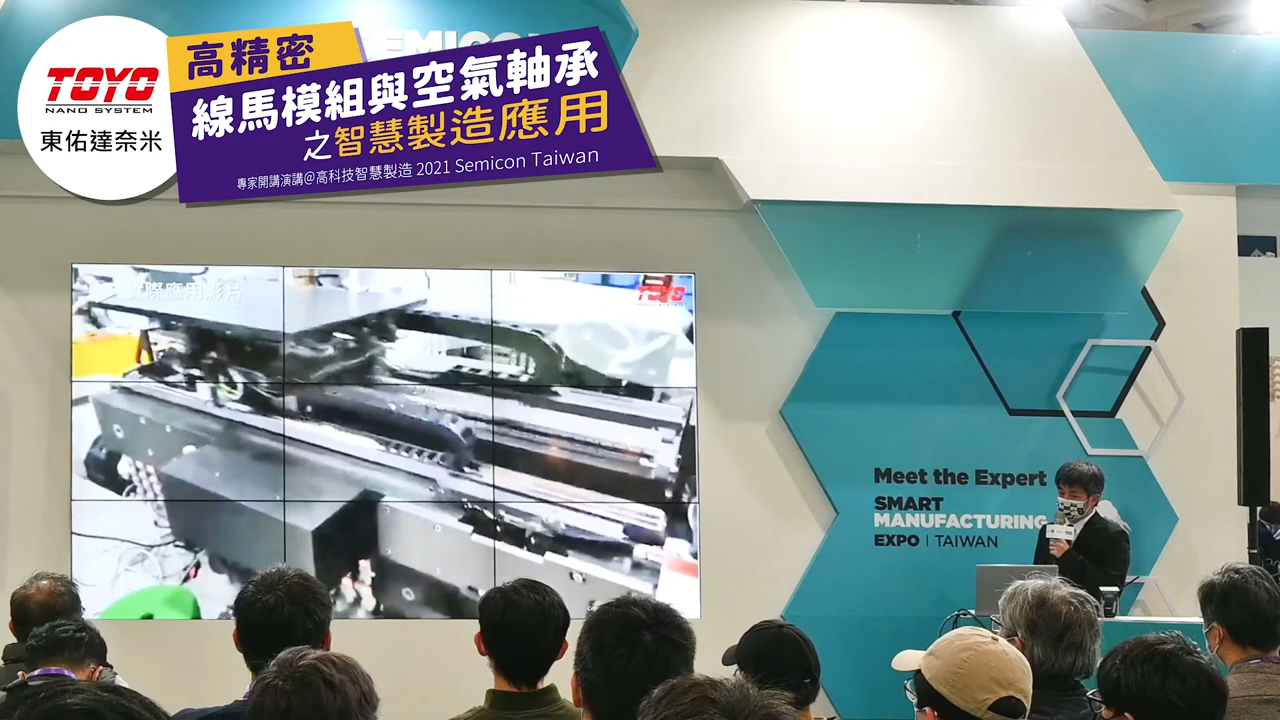 TOYO
NANO SYSTEM
東佑達奈米
高精密
線馬模組與空氣軸承
之智慧製造應用
專家開講演講@高科技智慧製造 2021 Semicon Taiwan
實際應用影片
TOYO
Meet the Expert
SMART
MANUFACTURING
EXPO | TAIWAN